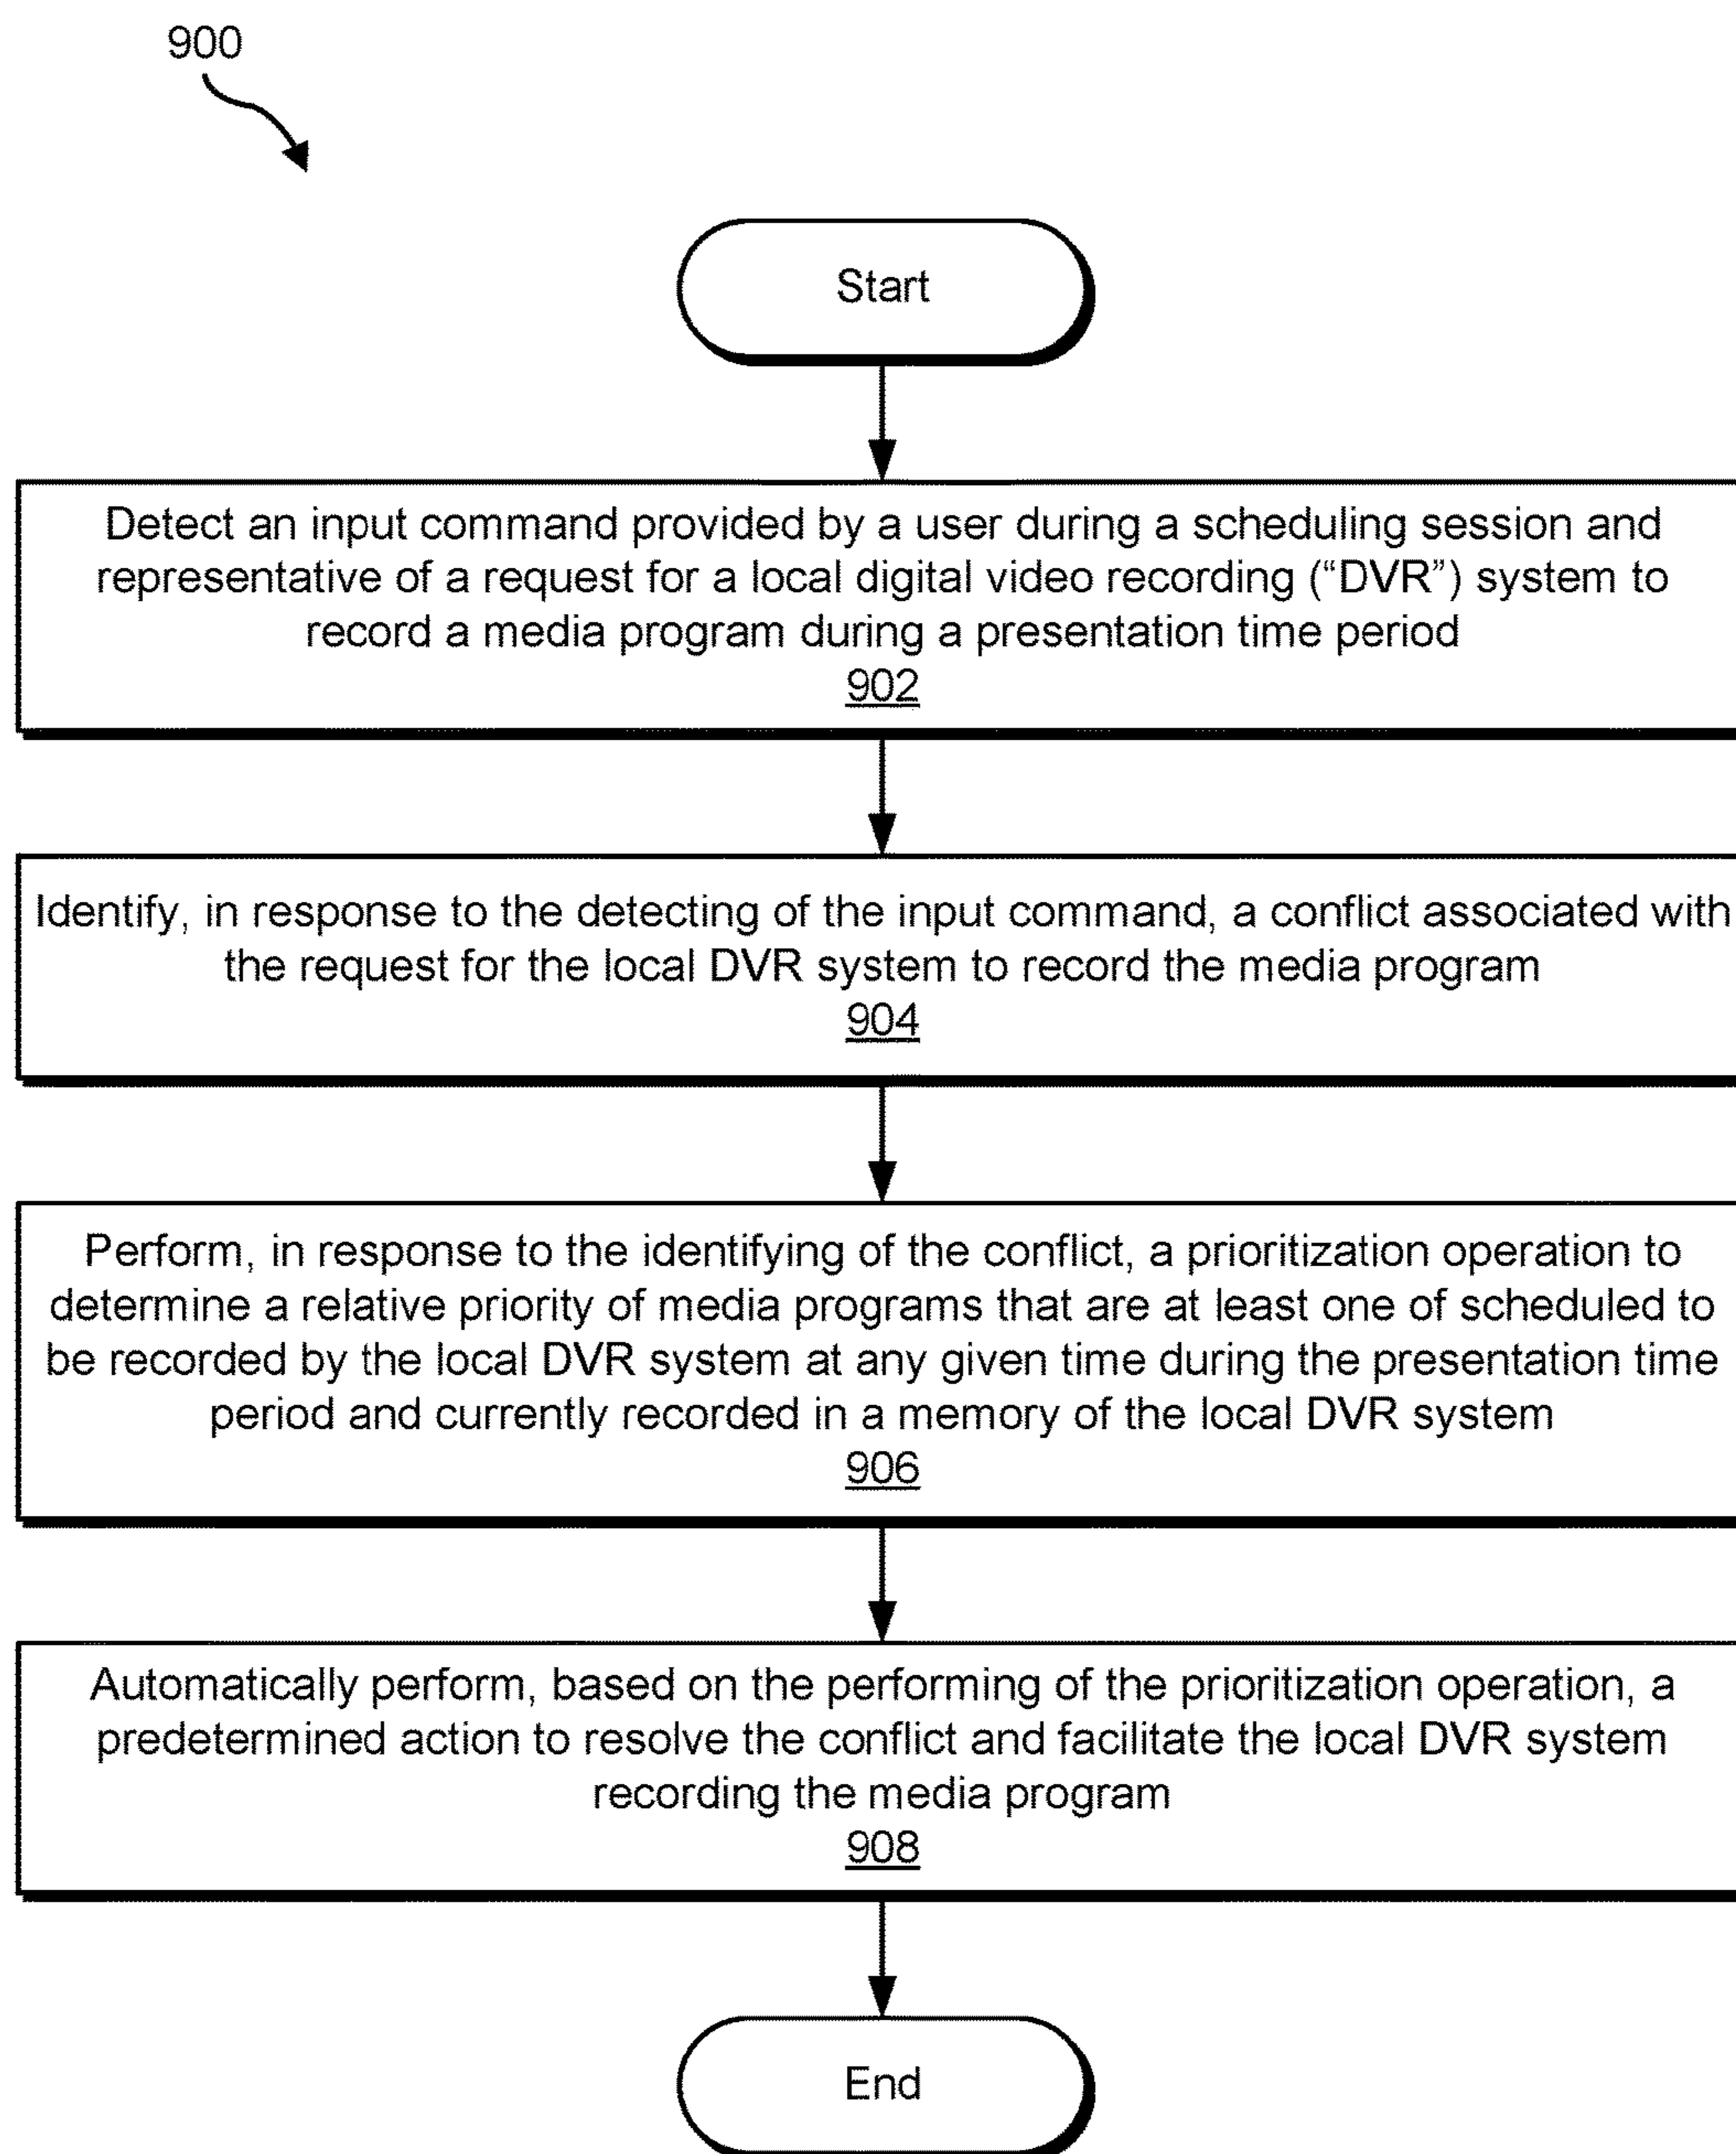 900
Start
Detect an input command provided by a user during a scheduling session and
representative of a request for a local digital video recording (“DVR”) system to
record a media program during a presentation time period
902
Identify, in response to the detecting of the input command, a conflict associated with
the request for the local DVR system to record the media program
904
Perform, in response to the identifying of the conflict, a prioritization operation to
determine a relative priority of media programs that are at least one of scheduled to
be recorded by the local DVR system at any given time during the presentation time
period and currently recorded in a memory of the local DVR system
906
Automatically perform, based on the performing of the prioritization operation, a
predetermined action to resolve the conflict and facilitate the local DVR system
recording the media program
908
End